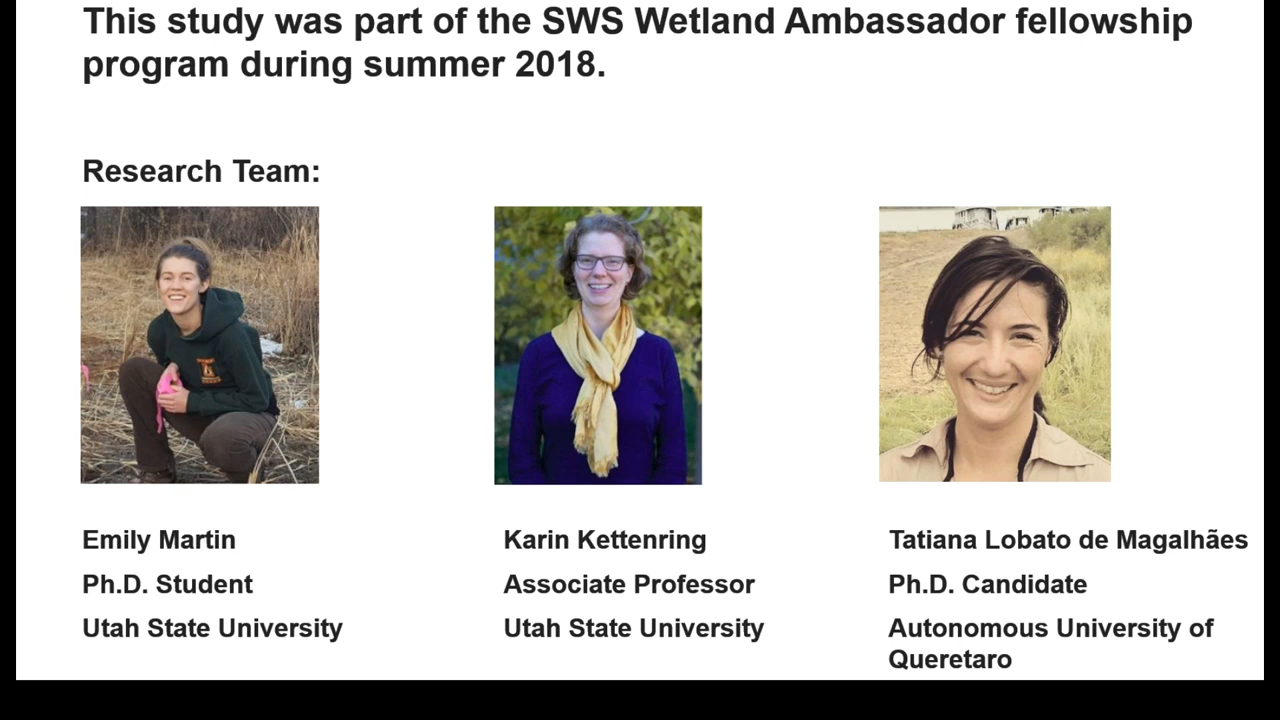 This study was part of the SWS Wetland Ambassador fellowship
program during summer 2018.
Research Team:
Emily Martin
Ph.D. Student
Utah State University
Karin Kettenring
Associate Professor
Utah State University
Tatiana Lobato de Magalhães
Ph.D. Candidate
Autonomous University of
Queretaro